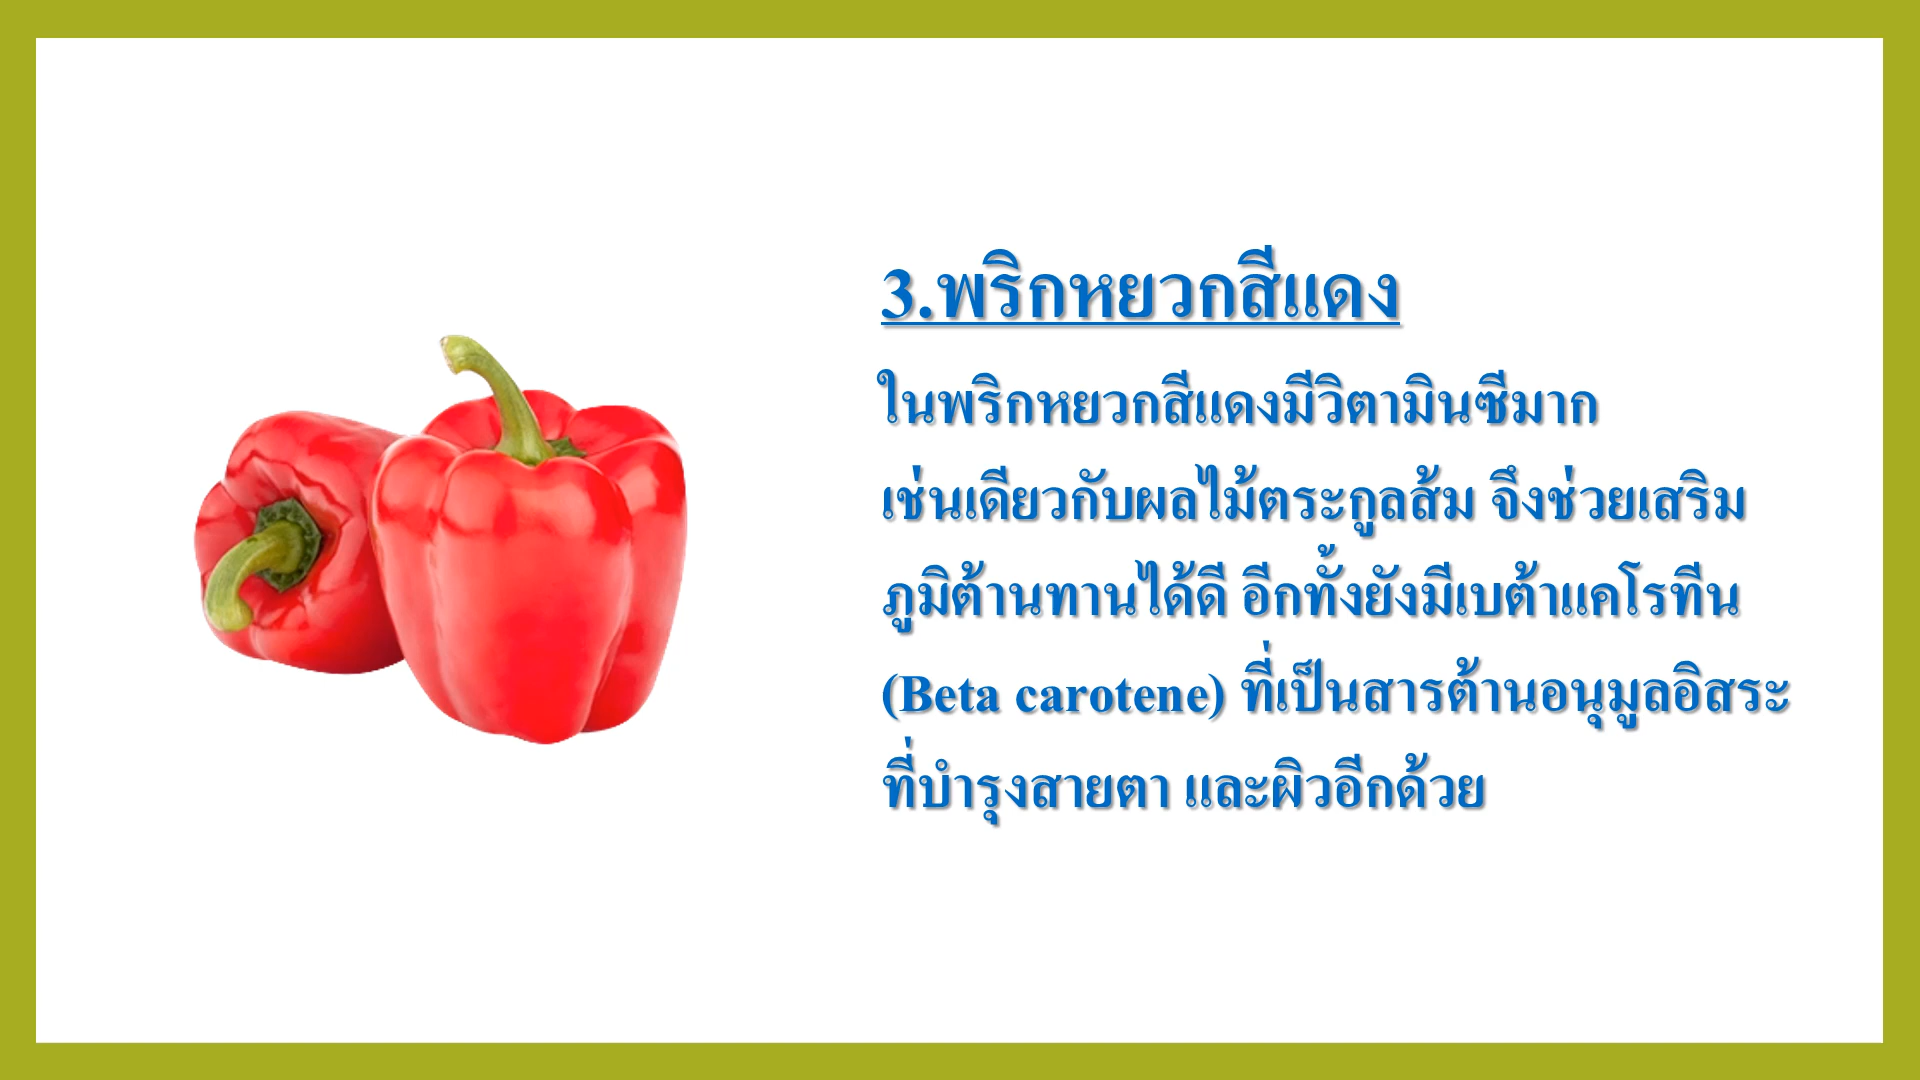 3.พริกหยวกสีแดง
ในพริกหยวกสีแดงมีวิตามินซีมาก
เช่นเดียวกับผลไม้ตระกูลส้ม จึงช่วยเสริม
ภูมิต้านทานได้ดี อีกทั้งยังมีเบต้าแคโรทีน
(Beta carotene) ที่เป็นสารต้านอนุมูลอิสระ
ที่บำรุงสายตา และผิวอีกด้วย